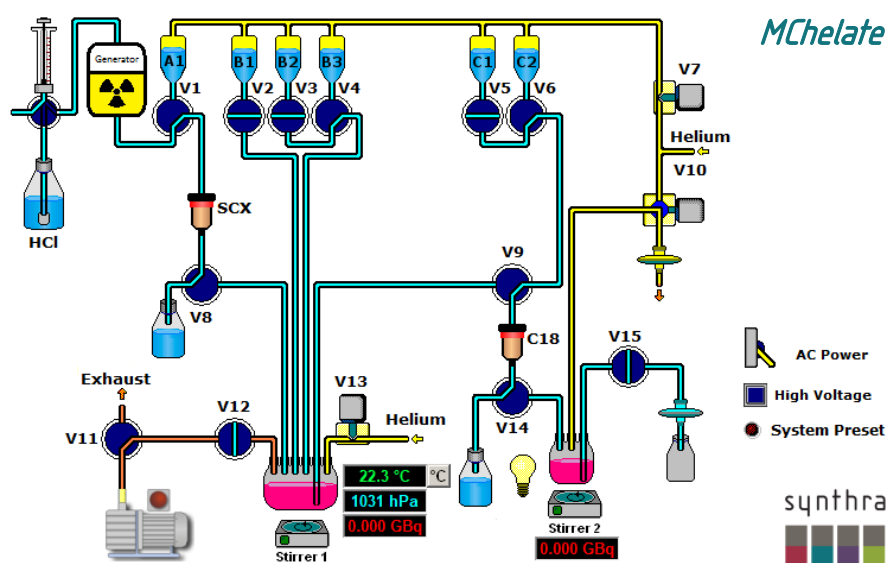 MChelate
Generator
A1
B1
B2
B3
C1
C2
V7
V1
V2
V3
V4
V5
V6
Helium
V10
SCX
HCl
V9
V8
C18
V15
Exhaust
V13
AC Power
V12
Helium
High Voltage
V11
V14
System Preset
22.3 °C
°C
1031 hPa
0.000 GBq
synthra
Stirrer 1
Stirrer 2
0.000 GBq